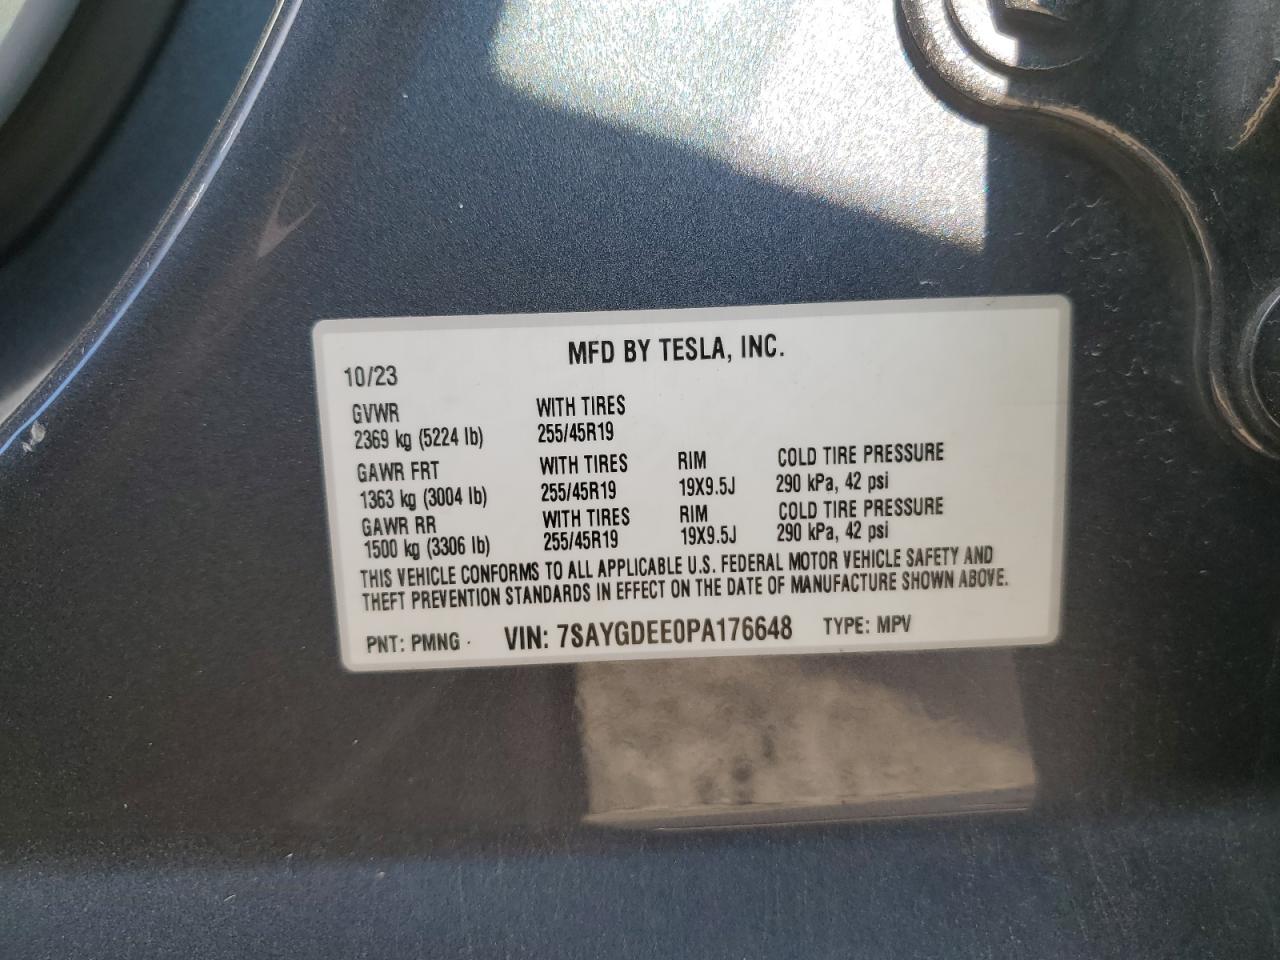 MFD BY TESLA, INC.
10/23
GVWR WITH TIRES
2369 kg (5224 lb) 255/45R19
GAWR FRT WITH TIRES RIM COLD TIRE PRESSURE
1363 kg (3004 lb) 255/45R19 19X9.5J 290 kPa, 42 psi
GAWR RR WITH TIRES RIM COLD TIRE PRESSURE
1500 kg (3306 lb) 255/45R19 19X9.5J 290 kPa, 42 psi
THIS VEHICLE CONFORMS TO ALL APPLICABLE U.S. FEDERAL MOTOR VEHICLE SAFETY AND
THEFT PREVENTION STANDARDS IN EFFECT ON THE DATE OF MANUFACTURE SHOWN ABOVE.
PNT: PMNG VIN: 7SAYGDEE0PA176648 TYPE: MPV